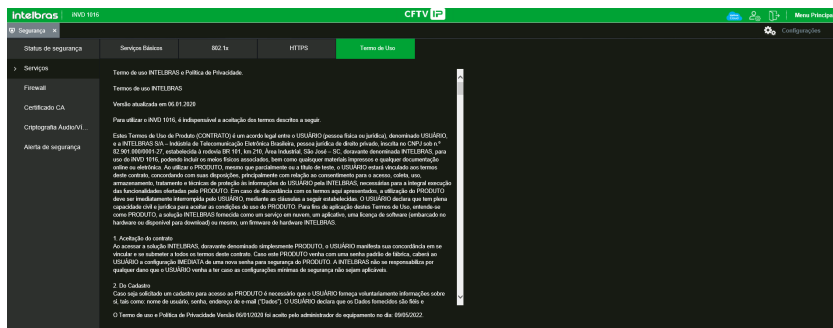 intelbras INVD 1016 CFTV IP Menu Principa
Segurança × Configurações
Status de segurança Serviços Básicos 802.1x HTTPS Termo de Uso
Serviços
Firewall
Certificado CA
Criptografia Áudio/Ví...
Alerta de segurança
Termo de uso INTELBRAS e Política de Privacidade.
Termos de uso INTELBRAS
Versão atualizada em 06.01.2020
Para utilizar o iNVD 1016, é indispensável a aceitação dos termos descritos a seguir.
Estes Termos de Uso de Produto (CONTRATO) é um acordo legal entre o USUÁRIO (pessoa física ou jurídica), denominado USUÁRIO,
e a INTELBRAS S/A – Indústria de Telecomunicação Eletrônica Brasileira, pessoa jurídica de direito privado, inscrita no CNPJ sob n.º
82.901.000/0001-27, estabelecida à rodovia BR 101, km 210, Área Industrial, São José – SC, doravante denominada INTELBRAS, para
uso do iNVD 1016, podendo incluir os meios físicos associados, bem como quaisquer materiais impressos e qualquer documentação
online ou eletrônica. Ao utilizar o PRODUTO, mesmo que parcialmente ou a título de teste, o USUÁRIO estará vinculado aos termos
deste contrato, concordando com suas disposições, principalmente com relação ao consentimento para o acesso, coleta, uso,
armazenamento, tratamento e técnicas de proteção às informações do USUÁRIO pela INTELBRAS, necessárias para a integral execução
das funcionalidades ofertadas pelo PRODUTO. Em caso de discordância com os termos aqui apresentados, a utilização do PRODUTO
deve ser imediatamente interrompida pelo USUÁRIO, mediante as cláusulas a seguir estabelecidas. O USUÁRIO declara que tem plena
capacidade civil e jurídica para aceitar as condições de uso do PRODUTO. Para fins de aplicação destes Termos de Uso, entende-se
como PRODUTO, a solução INTELBRAS fornecida como um serviço em nuvem, um aplicativo, uma licença de software (embarcado no
hardware ou disponível para download) ou mesmo, um firmware de hardware INTELBRAS.
1. Aceitação do contrato
Ao acessar a solução INTELBRAS, doravante denominado simplesmente PRODUTO, o USUÁRIO manifesta sua concordância em se
vincular e se submeter a todos os termos deste contrato. Caso este PRODUTO venha com uma senha padrão de fábrica, caberá ao
USUÁRIO a configuração IMEDIATA de uma nova senha para segurança do PRODUTO. A INTELBRAS não se responsabiliza por
qualquer dano que o USUÁRIO venha a ter caso as configurações mínimas de segurança não sejam aplicáveis.
2. Do Cadastro
Caso seja solicitado um cadastro para acesso ao PRODUTO é necessário que o USUÁRIO forneça voluntariamente informações sobre
si, tais como: nome de usuário, senha, endereço de e-mail ("Dados"). O USUÁRIO declara que os Dados fornecidos são fiéis e
O Termo de uso e Política de Privacidade Versão 06/01/2020 foi aceito pelo administrador do equipamento no dia: 09/05/2022.